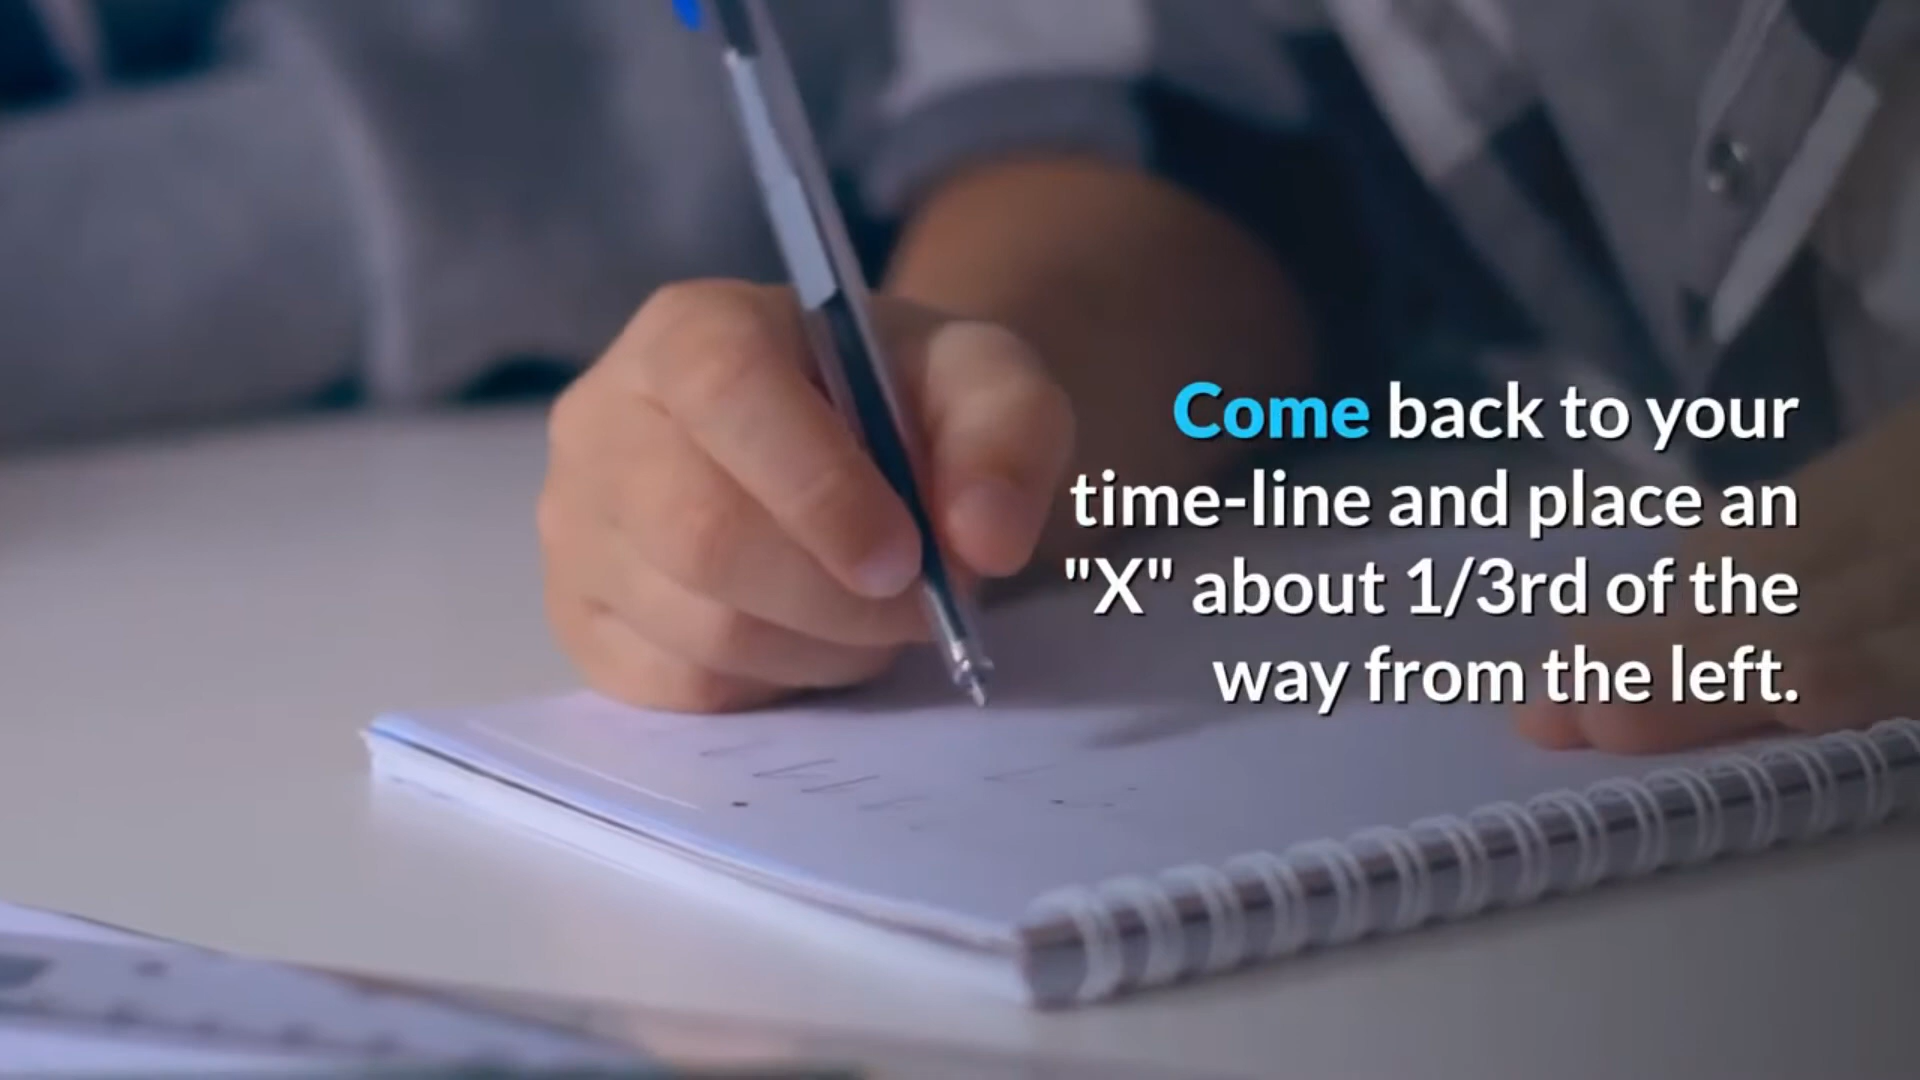 Come back to your
time-line and place an
"X" about 1/3rd of the
way from the left.